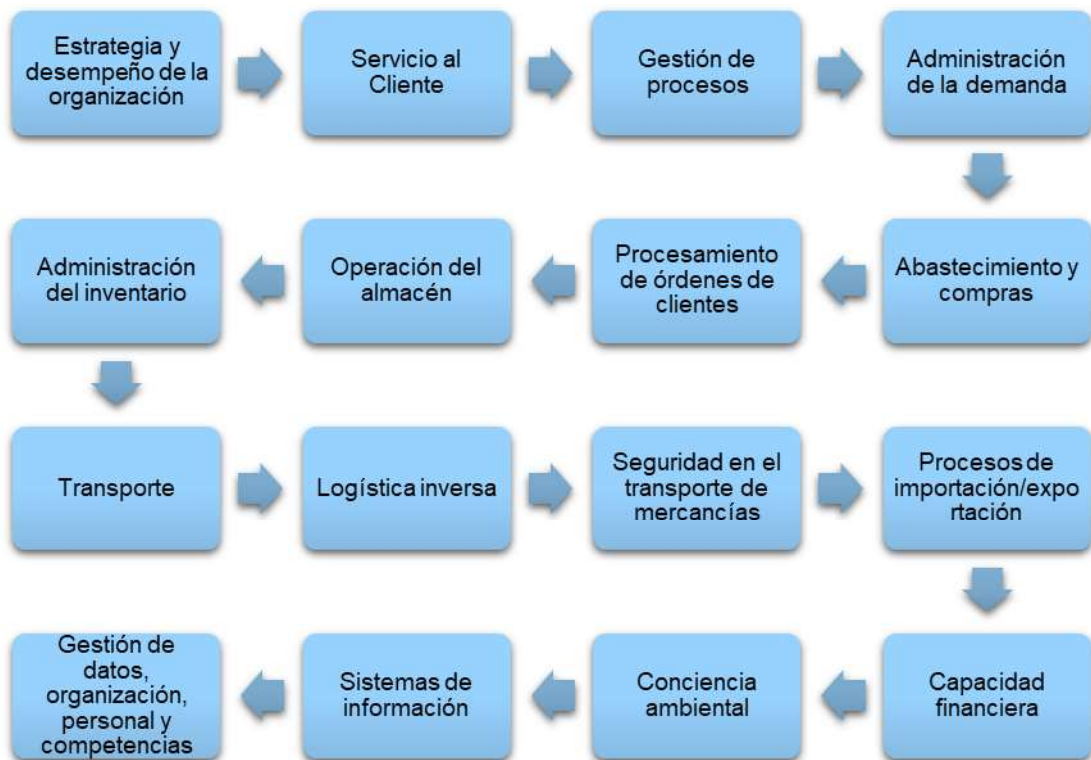 Estrategia y
desempeño de la
organización
Servicio al
Cliente
Gestión de
procesos
Administración
de la demanda
Abastecimiento y
compras
Procesamiento
de órdenes de
clientes
Operación del
almacén
Administración
del inventario
Transporte
Logística inversa
Seguridad en el
transporte de
mercancías
Procesos de
importación/expo
rtación
Capacidad
financiera
Conciencia
ambiental
Sistemas de
información
Gestión de
datos,
organización,
personal y
competencias